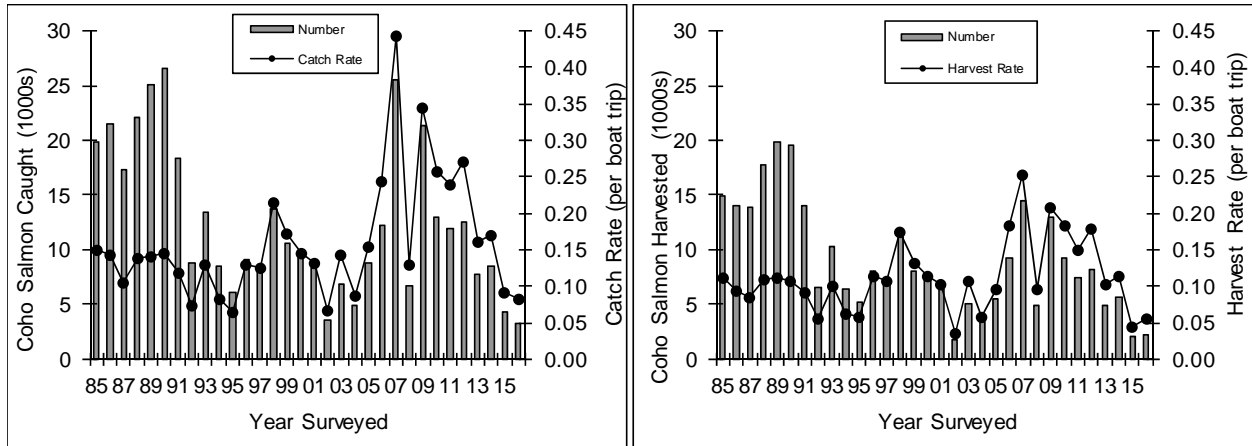 Number
Catch Rate
Coho Salmon Caught (1000s)
30
25
20
15
10
5
0
0.45
0.40
0.35
0.30
0.25
0.20
0.15
0.10
0.05
0.00
Catch Rate (per boat trip)
85 87 89 91 93 95 97 99 01 03 05 07 09 11 13 15
Year Surveyed
Number
Harvest Rate
Coho Salmon Harvested (1000s)
30
25
20
15
10
5
0
0.45
0.40
0.35
0.30
0.25
0.20
0.15
0.10
0.05
0.00
Harvest Rate (per boat trip)
85 87 89 91 93 95 97 99 01 03 05 07 09 11 13 15
Year Surveyed